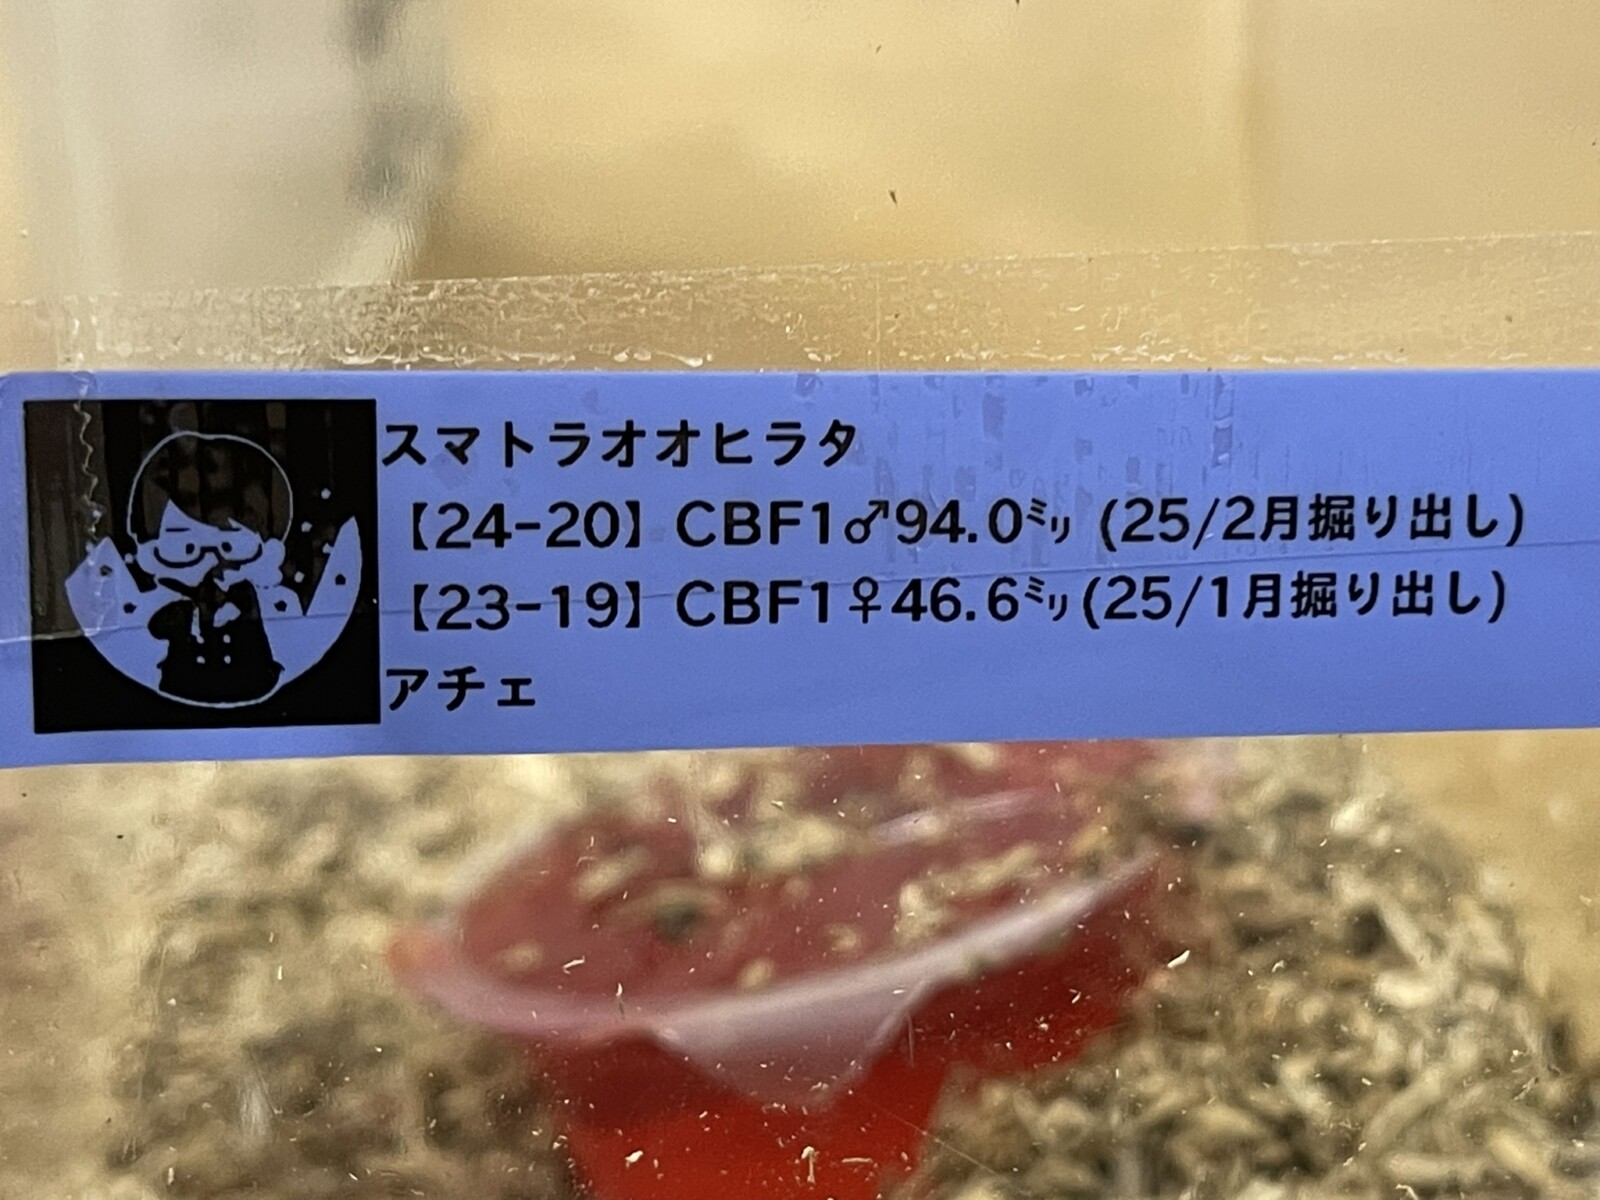 スマトラオオヒラタ
【24-20】CBF1♂94.0㍉ (25/2月掘り出し)
【23-19】CBF1♀46.6㍉(25/1月掘り出し)
アチェ